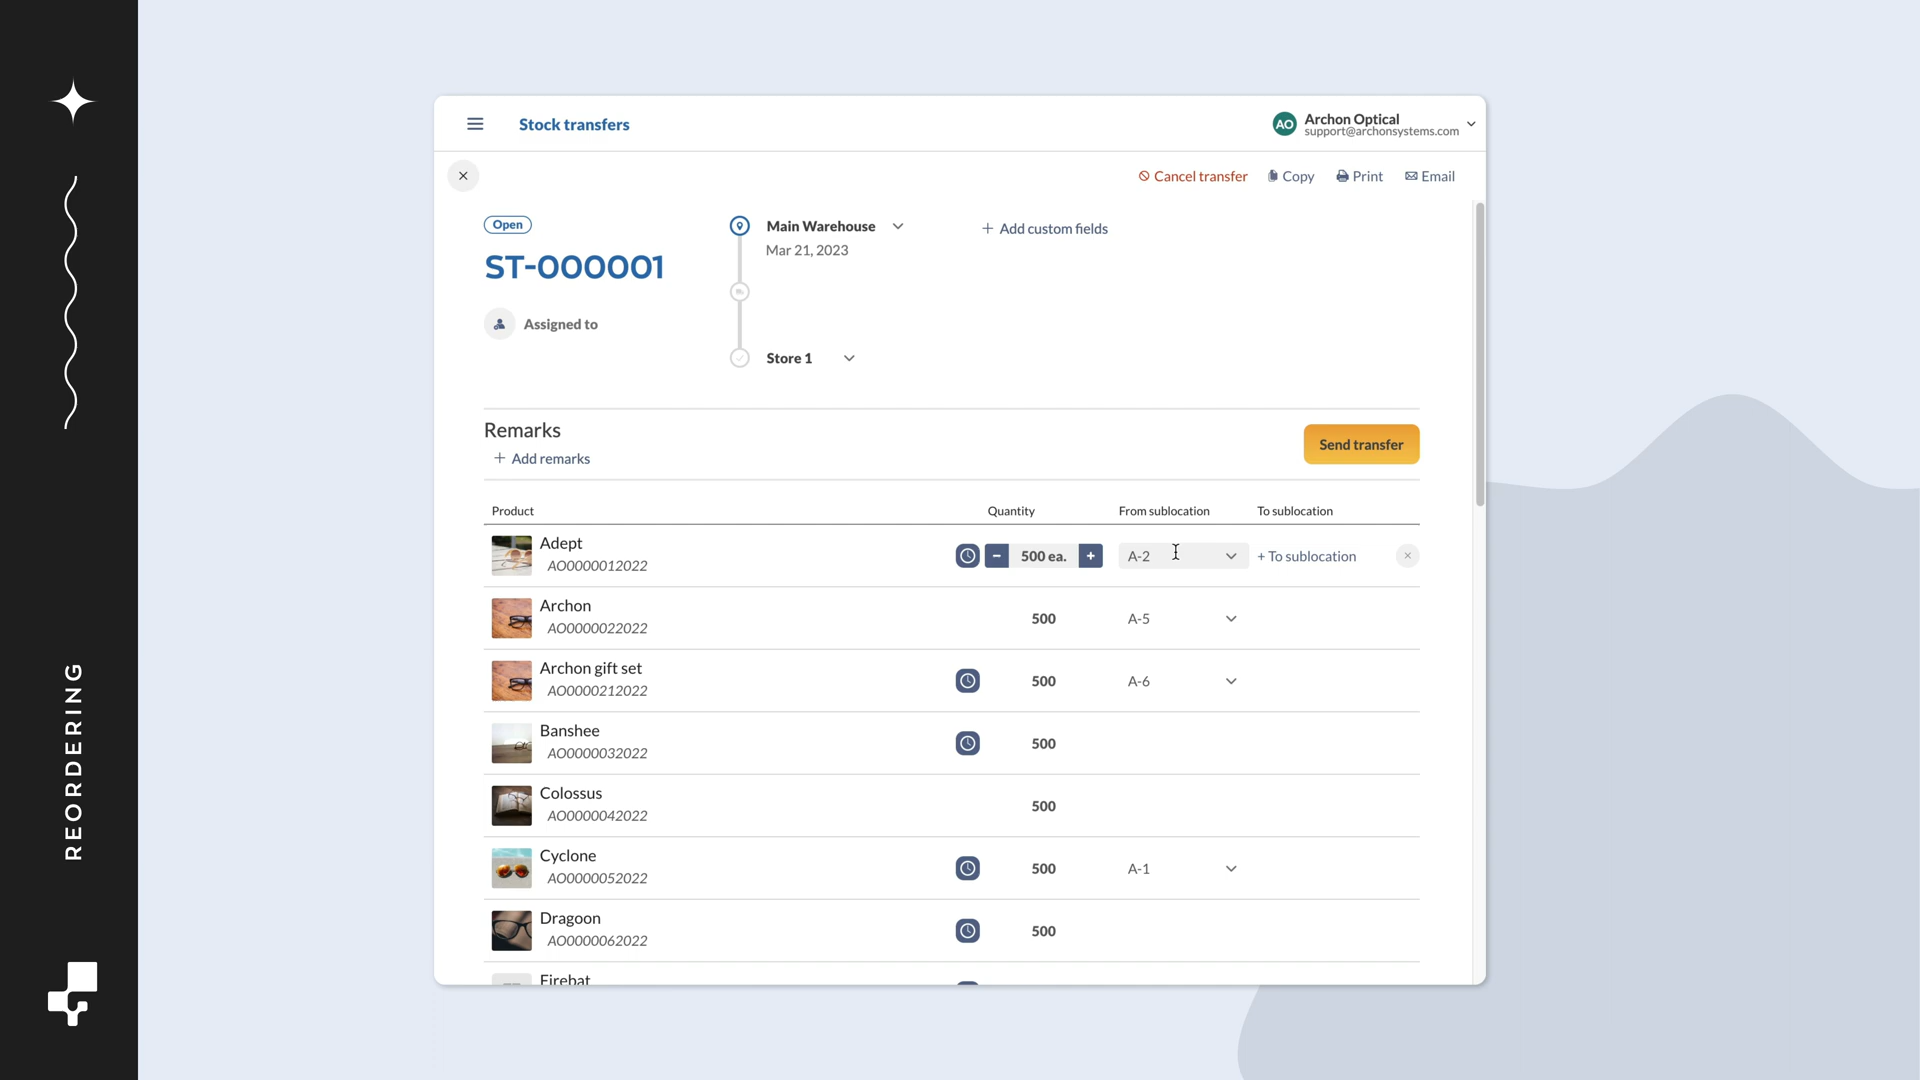 REORDERING
Stock transfers
AO
Archon Optical
support@archonsystems.com
Cancel transfer
Copy
Print
Email
Open
ST-000001
Assigned to
Main Warehouse
Mar 21, 2023
Store 1
+ Add custom fields
Remarks
+ Add remarks
Send transfer
Product Quantity From sublocation To sublocation
Adept
AO0000012022
− 500 ea. + A-2 + To sublocation
Archon
AO0000022022
500 A-5
Archon gift set
AO0000212022
500 A-6
Banshee
AO0000032022
500
Colossus
AO0000042022
500
Cyclone
AO0000052022
500 A-1
Dragoon
AO0000062022
500
Firebat